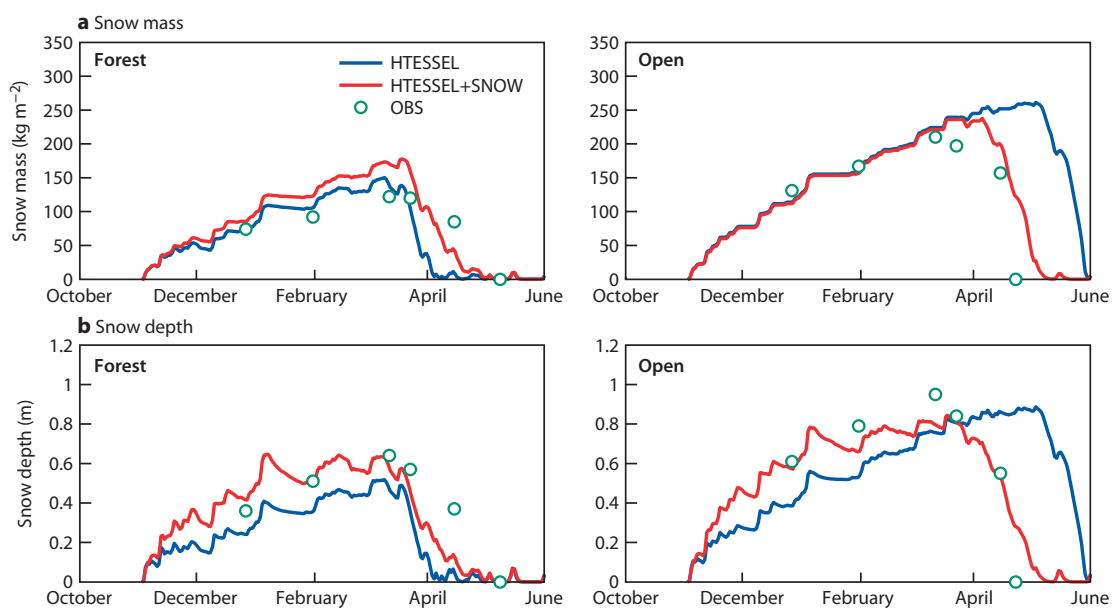 a Snow mass
Snow mass (kg m−2)
350
300
250
200
150
100
50
0
Forest
HTESSEL
HTESSEL+SNOW
OBS
October December February April June
350
300
250
200
150
100
50
0
Open
October December February April June
b Snow depth
Snow depth (m)
1.2
1
0.8
0.6
0.4
0.2
0
Forest
October December February April June
1.2
1
0.8
0.6
0.4
0.2
0
Open
October December February April June